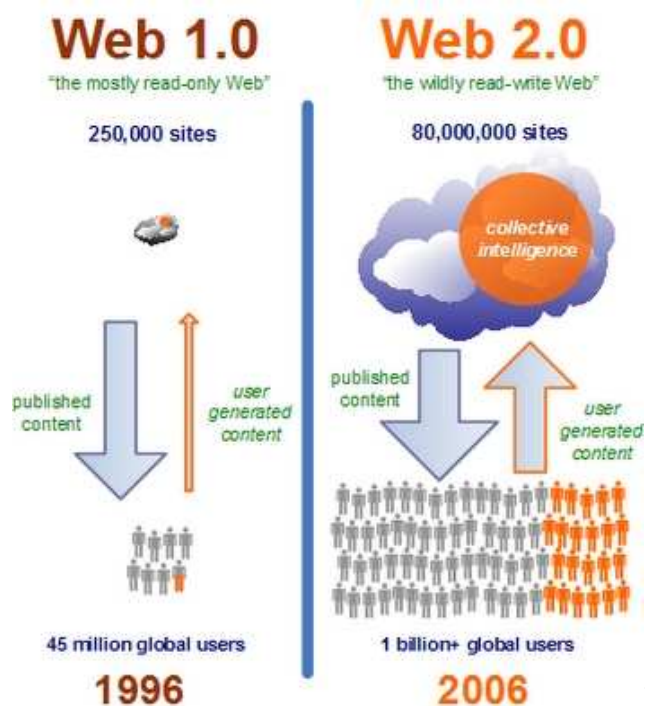 Web 1.0
"the mostly read-only Web"
250,000 sites
published
content
user
generated
content
45 million global users
1996
Web 2.0
"the wildly read-write Web"
80,000,000 sites
collective
intelligence
published
content
user
generated
content
1 billion+ global users
2006